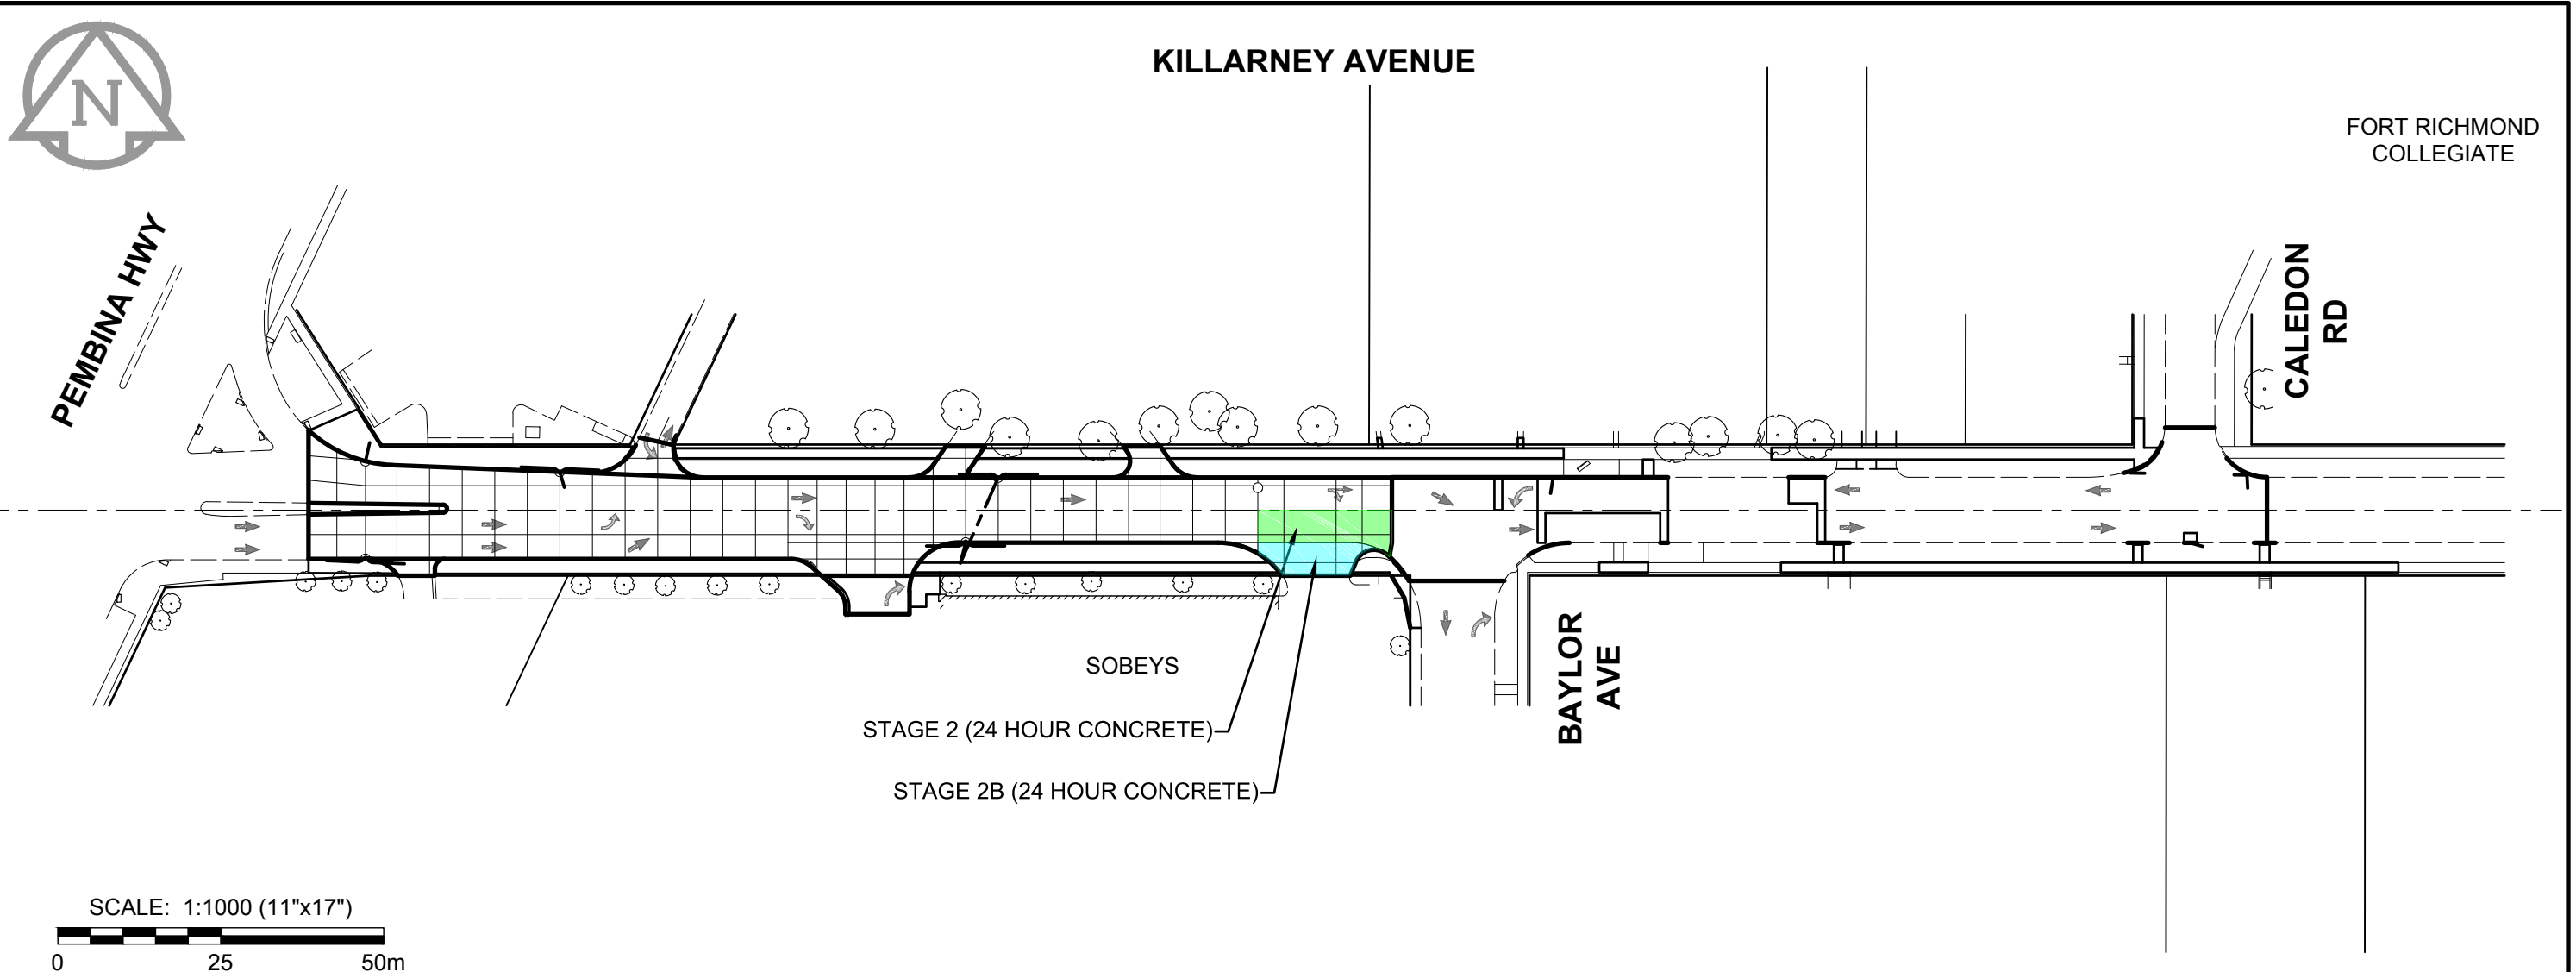 KILLARNEY AVENUE
N
FORT RICHMOND
COLLEGIATE
PEMBINA HWY
CALEDON
RD
SOBEYS
BAYLOR
AVE
STAGE 2 (24 HOUR CONCRETE)
STAGE 2B (24 HOUR CONCRETE)
SCALE: 1:1000 (11"x17")
0 25 50m